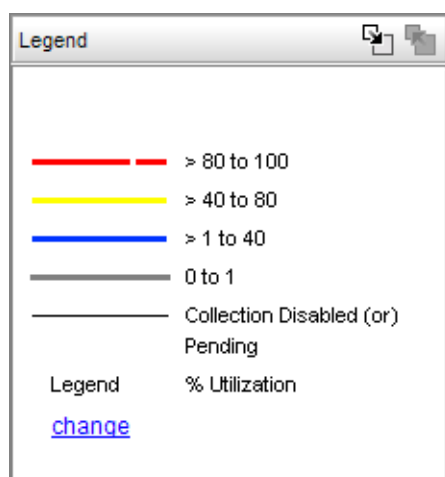 Legend
> 80 to 100
> 40 to 80
> 1 to 40
0 to 1
Collection Disabled (or)
Pending
Legend % Utilization
change